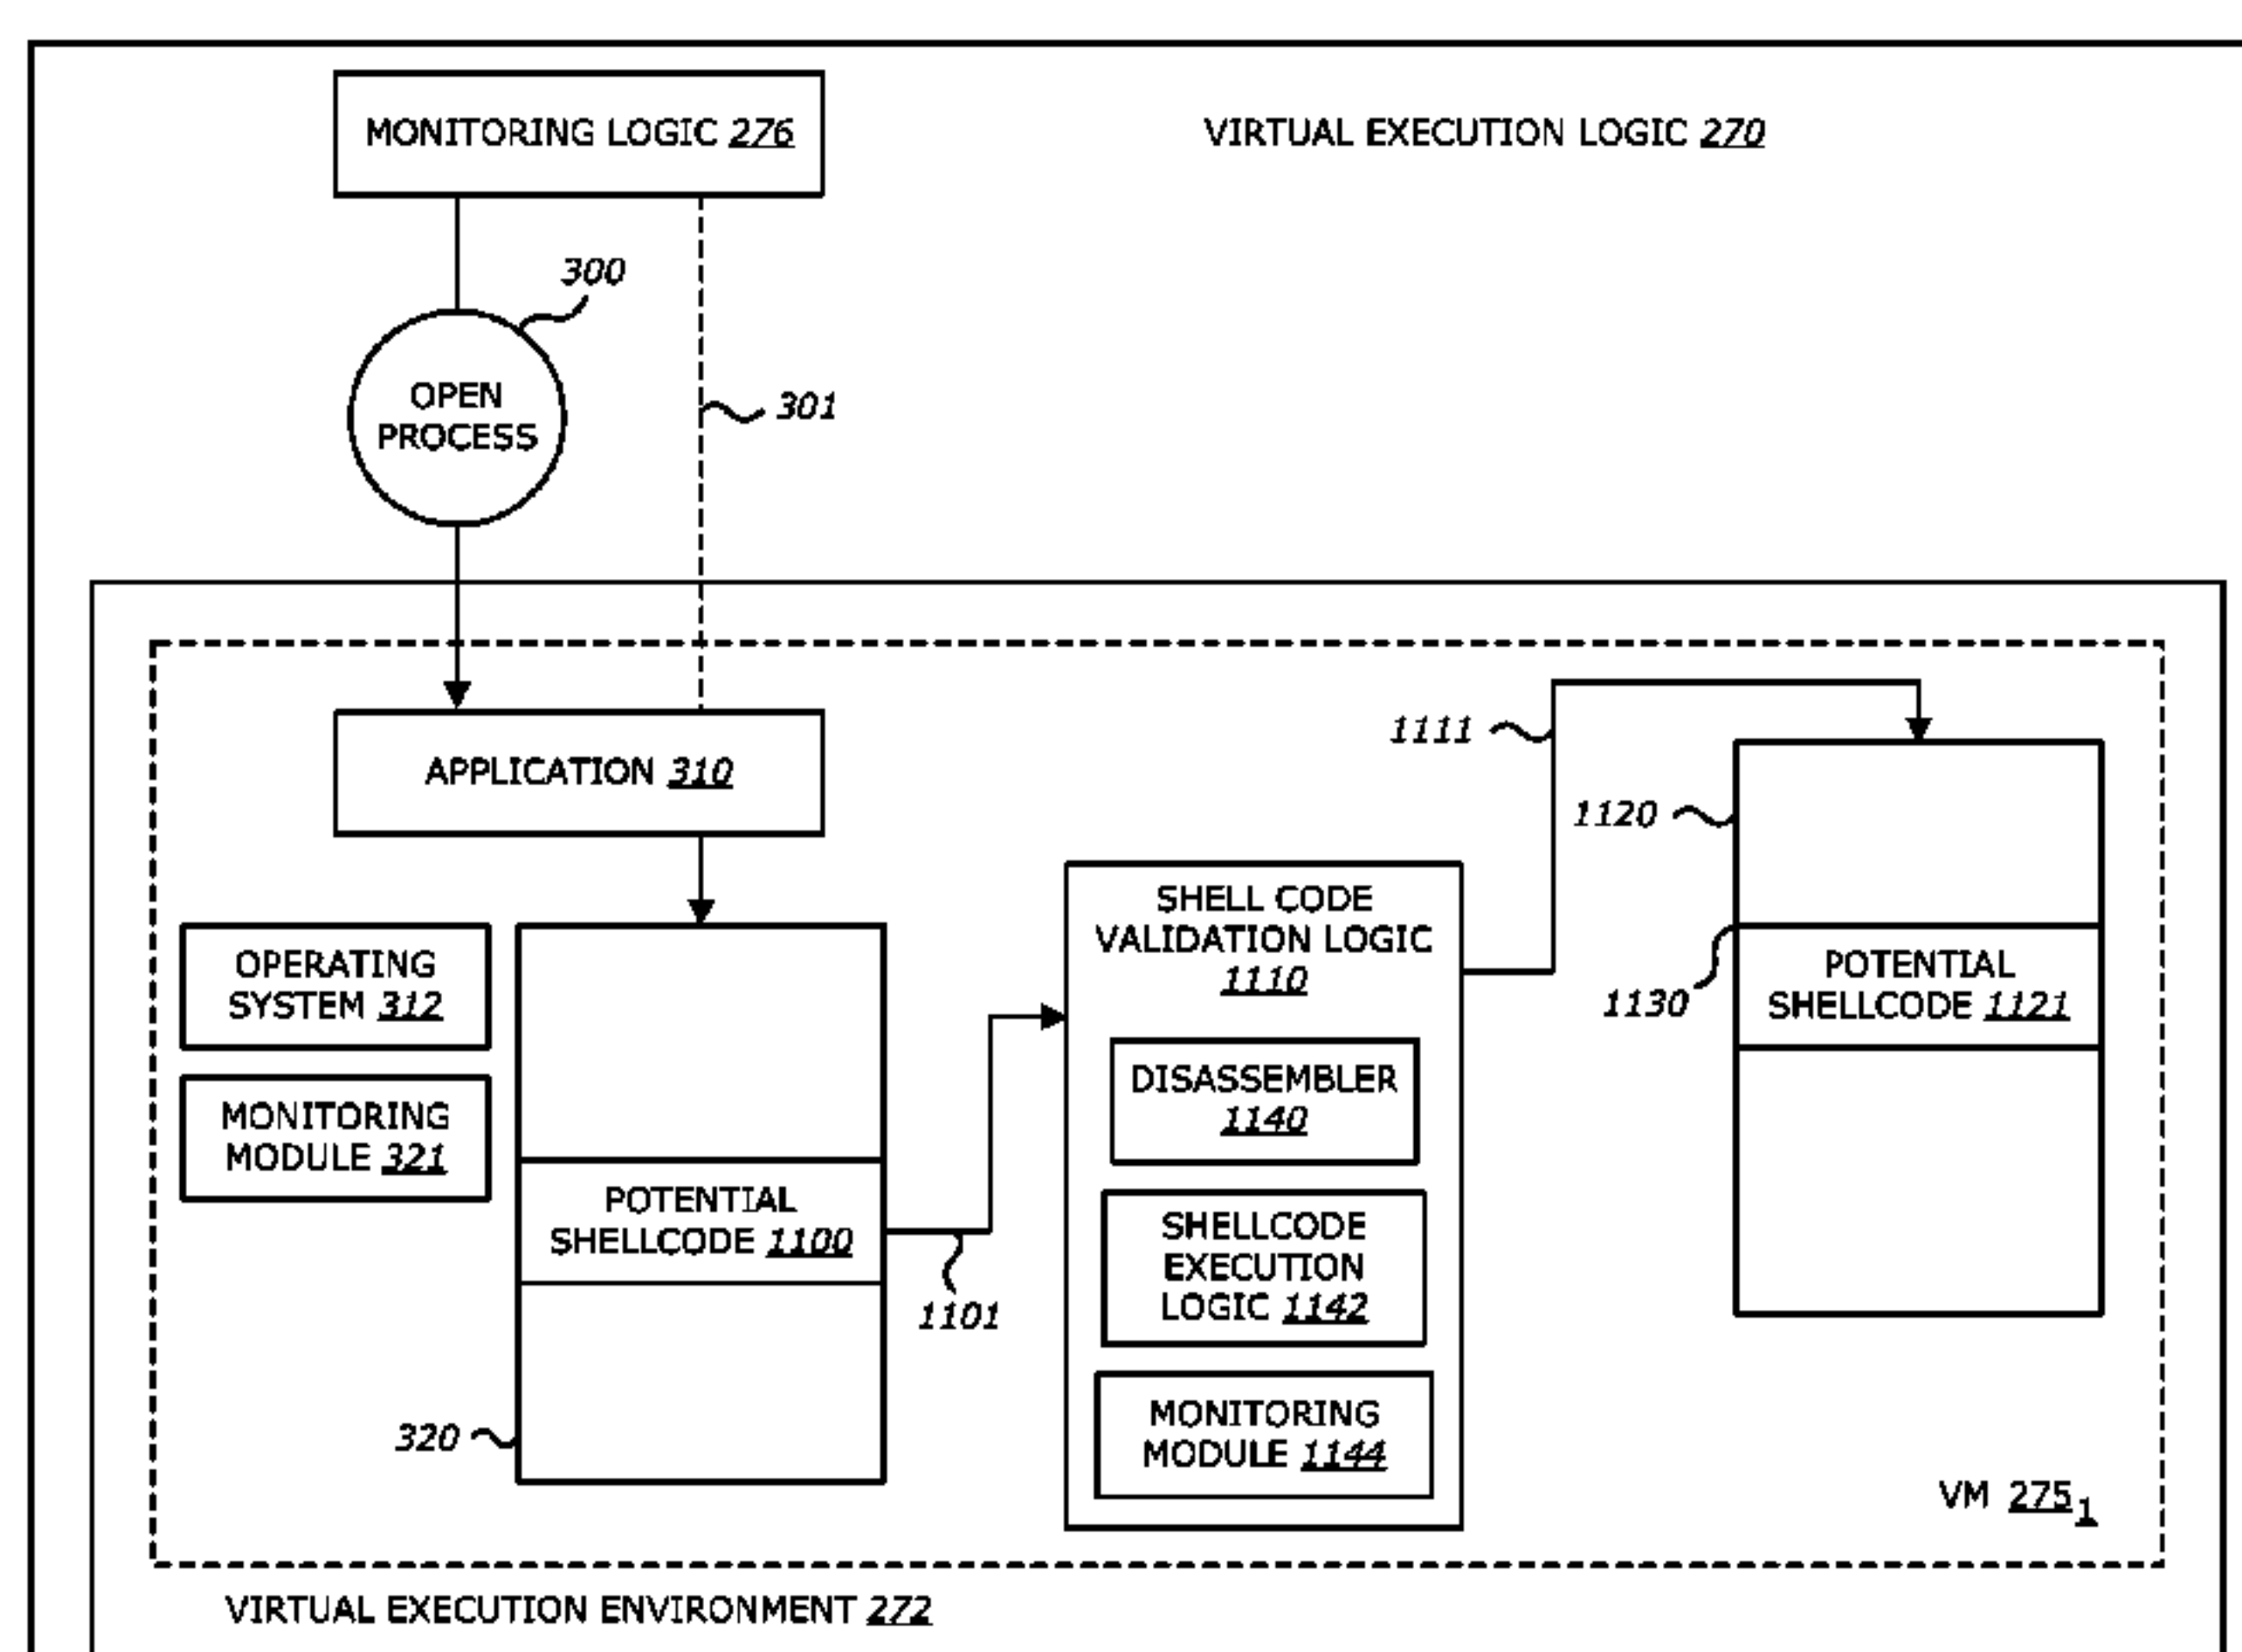 MONITORING LOGIC 276
VIRTUAL EXECUTION LOGIC 270
300
OPEN
PROCESS
301
APPLICATION 310
1111
1120
SHELL CODE
VALIDATION LOGIC
1110
OPERATING
SYSTEM 312
POTENTIAL
SHELLCODE 1121
1130
DISASSEMBLER
1140
MONITORING
MODULE 321
POTENTIAL
SHELLCODE 1100
1101
SHELLCODE
EXECUTION
LOGIC 1142
320
MONITORING
MODULE 1144
VM 275 1
VIRTUAL EXECUTION ENVIRONMENT 272